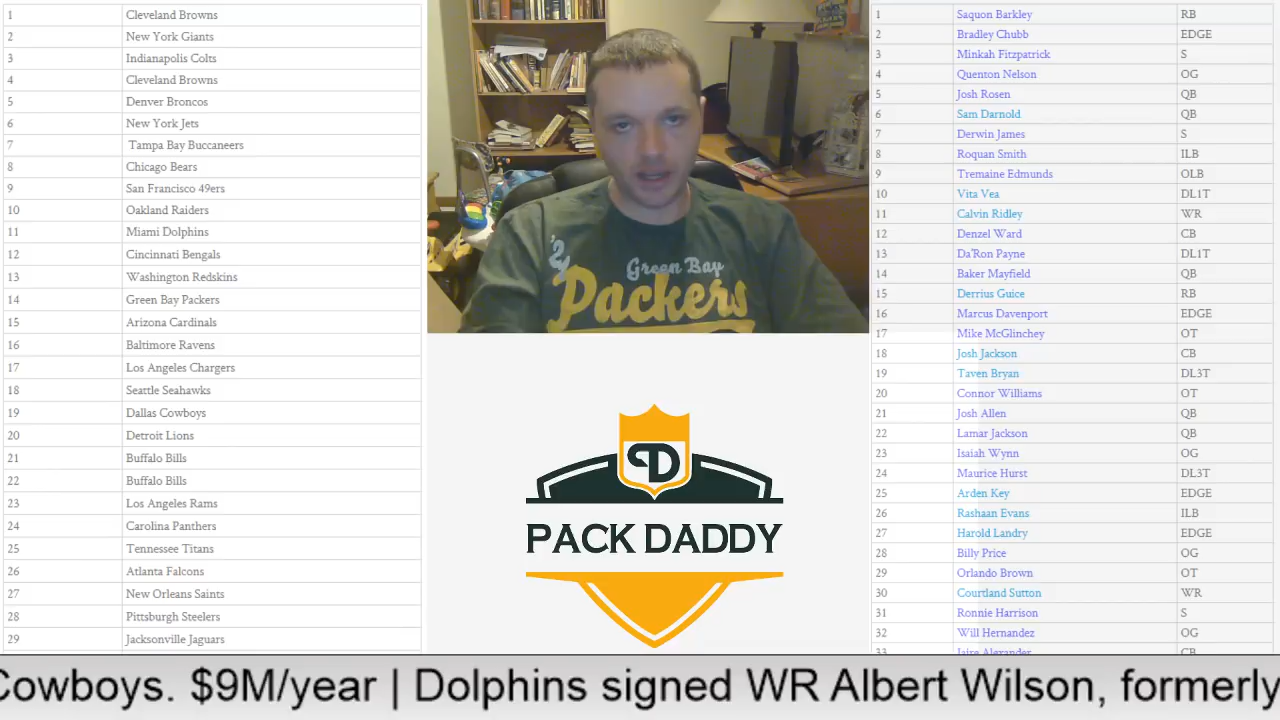 1 Cleveland Browns
2 New York Giants
3 Indianapolis Colts
4 Cleveland Browns
5 Denver Broncos
6 New York Jets
7 Tampa Bay Buccaneers
8 Chicago Bears
9 San Francisco 49ers
10 Oakland Raiders
11 Miami Dolphins
12 Cincinnati Bengals
13 Washington Redskins
14 Green Bay Packers
15 Arizona Cardinals
16 Baltimore Ravens
17 Los Angeles Chargers
18 Seattle Seahawks
19 Dallas Cowboys
20 Detroit Lions
21 Buffalo Bills
22 Buffalo Bills
23 Los Angeles Rams
24 Carolina Panthers
25 Tennessee Titans
26 Atlanta Falcons
27 New Orleans Saints
28 Pittsburgh Steelers
29 Jacksonville Jaguars
Green Bay
Packers
PD
PACK DADDY
1 Saquon Barkley RB
2 Bradley Chubb EDGE
3 Minkah Fitzpatrick S
4 Quenton Nelson OG
5 Josh Rosen QB
6 Sam Darnold QB
7 Derwin James S
8 Roquan Smith ILB
9 Tremaine Edmunds OLB
10 Vita Vea DL1T
11 Calvin Ridley WR
12 Denzel Ward CB
13 Da'Ron Payne DL1T
14 Baker Mayfield QB
15 Derrius Guice RB
16 Marcus Davenport EDGE
17 Mike McGlinchey OT
18 Josh Jackson CB
19 Taven Bryan DL3T
20 Connor Williams OT
21 Josh Allen QB
22 Lamar Jackson QB
23 Isaiah Wynn OG
24 Maurice Hurst DL3T
25 Arden Key EDGE
26 Rashaan Evans ILB
27 Harold Landry EDGE
28 Billy Price OG
29 Orlando Brown OT
30 Courtland Sutton WR
31 Ronnie Harrison S
32 Will Hernandez OG
33 Jaire Alexander CB
Cowboys. $9M/year | Dolphins signed WR Albert Wilson, formerly